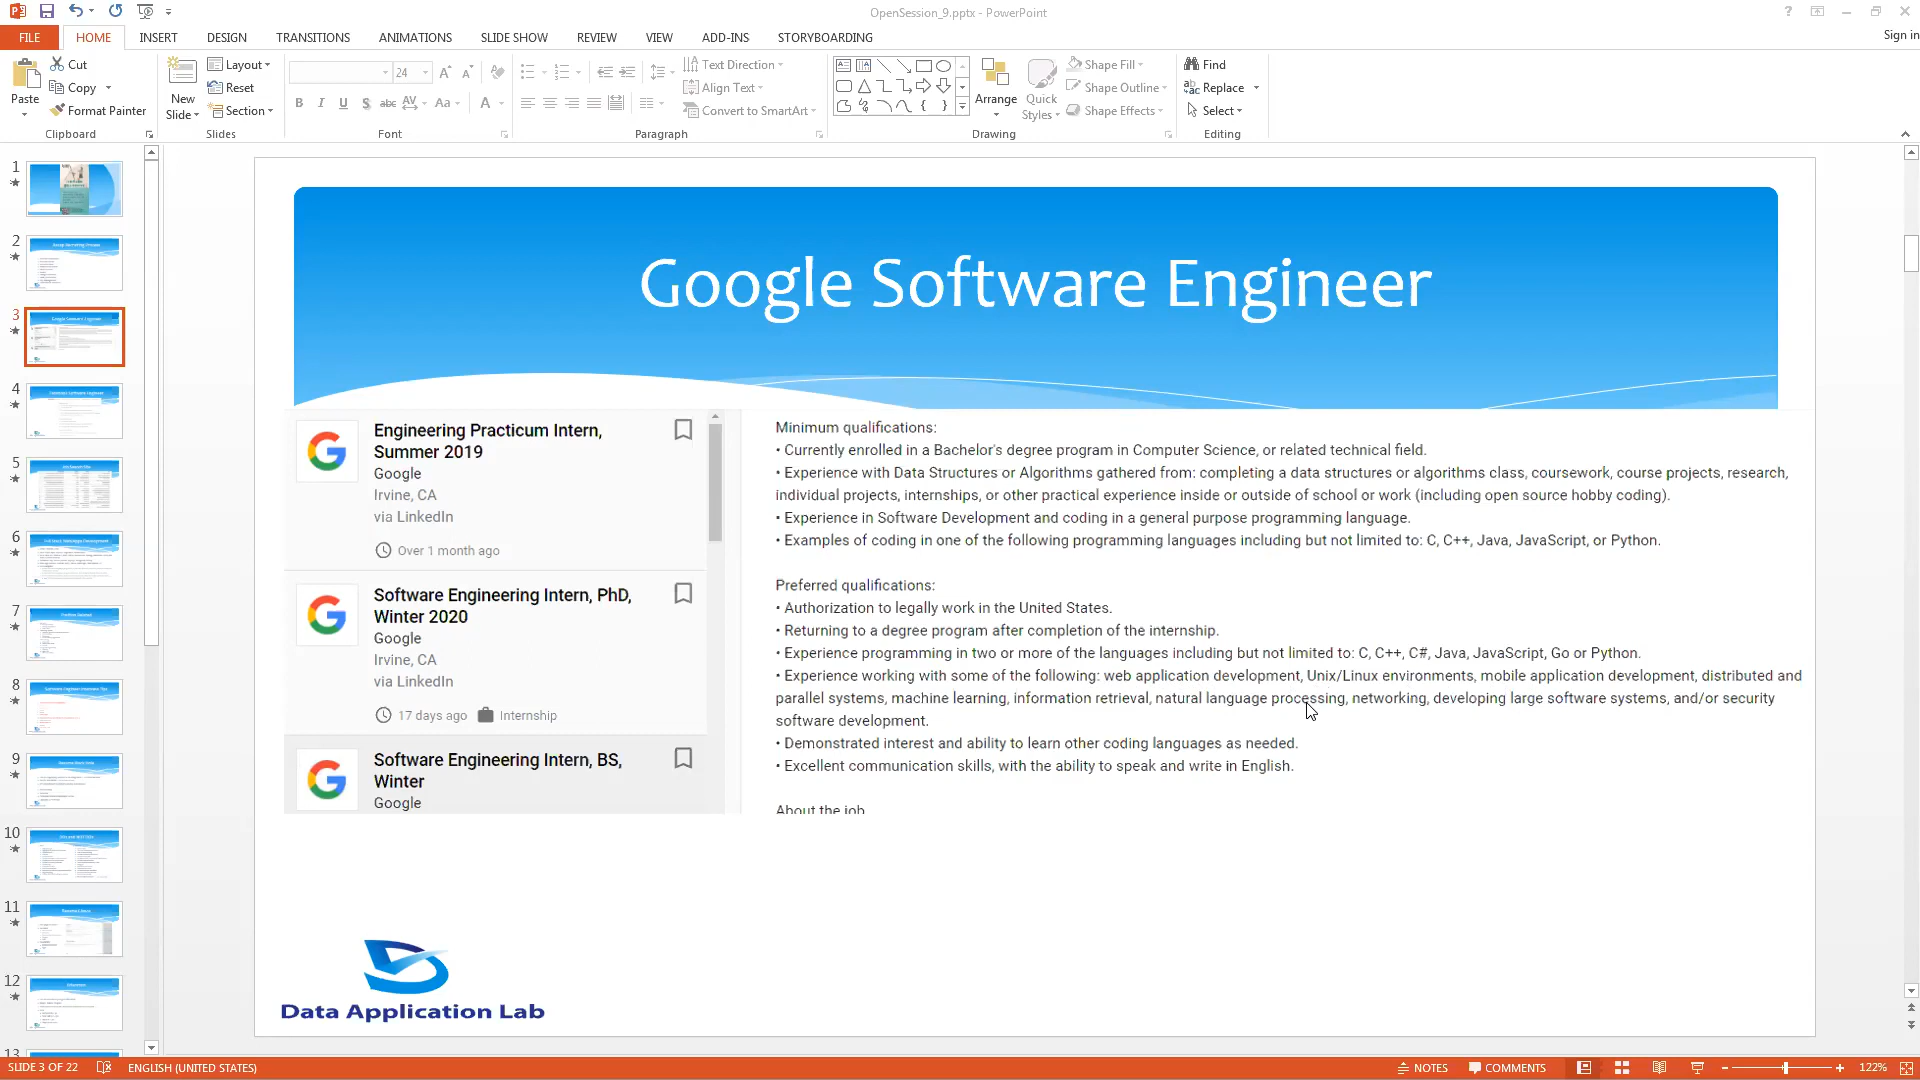 OpenSession_9.pptx - PowerPoint
FILE
HOME
INSERT
DESIGN
TRANSITIONS
ANIMATIONS
SLIDE SHOW
REVIEW
VIEW
ADD-INS
STORYBOARDING
Sign in
Paste
Cut
Copy
Format Painter
Clipboard
New
Slide
Layout
Reset
Section
Slides
24
Font
Text Direction
Align Text
Convert to SmartArt
Paragraph
Arrange
Quick
Styles
Shape Fill
Shape Outline
Shape Effects
Drawing
Find
Replace
Select
Editing
1
2
3
4
5
6
7
8
9
10
11
12
13
Google Software Engineer
Engineering Practicum Intern,
Summer 2019
Google
Irvine, CA
via LinkedIn
Over 1 month ago
Software Engineering Intern, PhD,
Winter 2020
Google
Irvine, CA
via LinkedIn
17 days ago Internship
Software Engineering Intern, BS,
Winter
Google
Minimum qualifications:
• Currently enrolled in a Bachelor's degree program in Computer Science, or related technical field.
• Experience with Data Structures or Algorithms gathered from: completing a data structures or algorithms class, coursework, course projects, research,
individual projects, internships, or other practical experience inside or outside of school or work (including open source hobby coding).
• Experience in Software Development and coding in a general purpose programming language.
• Examples of coding in one of the following programming languages including but not limited to: C, C++, Java, JavaScript, or Python.
Preferred qualifications:
• Authorization to legally work in the United States.
• Returning to a degree program after completion of the internship.
• Experience programming in two or more of the languages including but not limited to: C, C++, C#, Java, JavaScript, Go or Python.
• Experience working with some of the following: web application development, Unix/Linux environments, mobile application development, distributed and
parallel systems, machine learning, information retrieval, natural language processing, networking, developing large software systems, and/or security
software development.
• Demonstrated interest and ability to learn other coding languages as needed.
• Excellent communication skills, with the ability to speak and write in English.
About the job
Data Application Lab
SLIDE 3 OF 22
ENGLISH (UNITED STATES)
NOTES
COMMENTS
122%